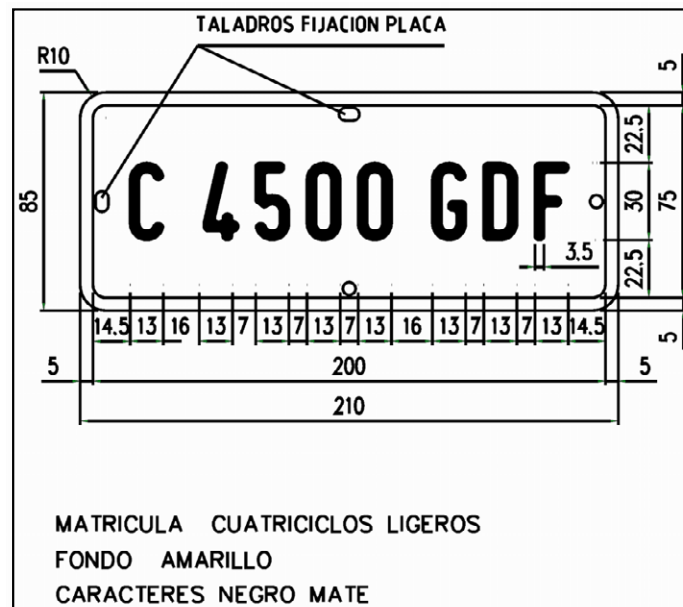 TALADROS FIJACION PLACA
R10
5
22.5
85
C 4500 GDF
30
75
3.5
22.5
14.5 13 16 13 7 13 7 13 7 13 16 13 7 13 7 13 14.5
5
5
200
5
210
MATRICULA CUATRICICLOS LIGEROS
FONDO AMARILLO
CARACTERES NEGRO MATE